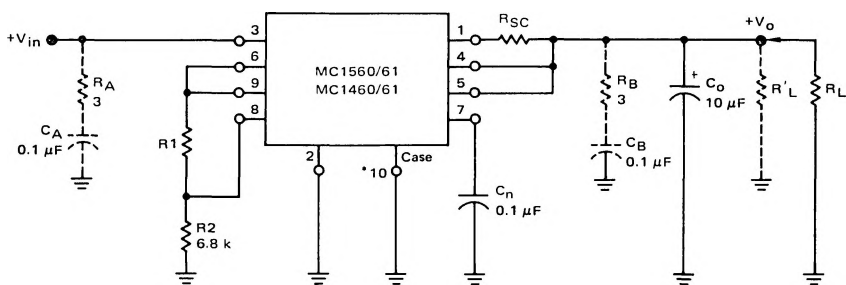 +Vin
3
6
9
8
MC1560/61
MC1460/61
1
4
5
7
2
Case
*10
RSC
+Vo
RA
3
CA
0.1 μF
R1
R2
6.8 k
Cn
0.1 μF
RB
3
CB
0.1 μF
+
Co
10 μF
R'L
RL